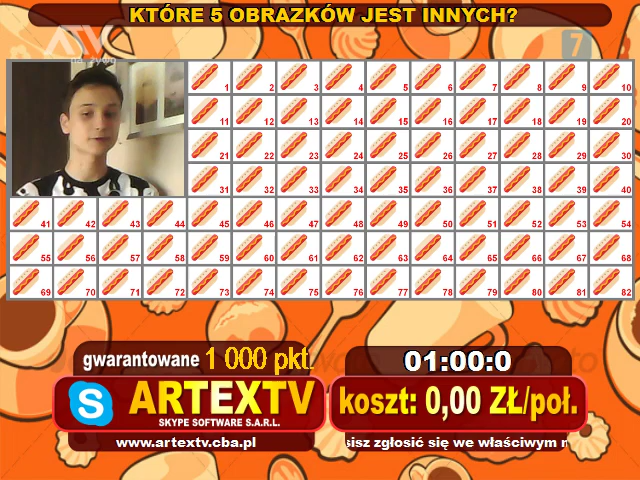 KTÓRE 5 OBRAZKÓW JEST INNYCH?
ATV
na żywo
7
1 2 3 4 5 6 7 8 9 10
11 12 13 14 15 16 17 18 19 20
21 22 23 24 25 26 27 28 29 30
31 32 33 34 35 36 37 38 39 40
41 42 43 44 45 46 47 48 49 50 51 52 53 54
55 56 57 58 59 60 61 62 63 64 65 66 67 68
69 70 71 72 73 74 75 76 77 78 79 80 81 82
gwarantowane 1 000 pkt.
01:00:0
S ARTEXTV
SKYPE SOFTWARE S.A.R.L.
koszt: 0,00 ZŁ/poł.
www.artextv.cba.pl
sisz zgłosić się we właściwym m